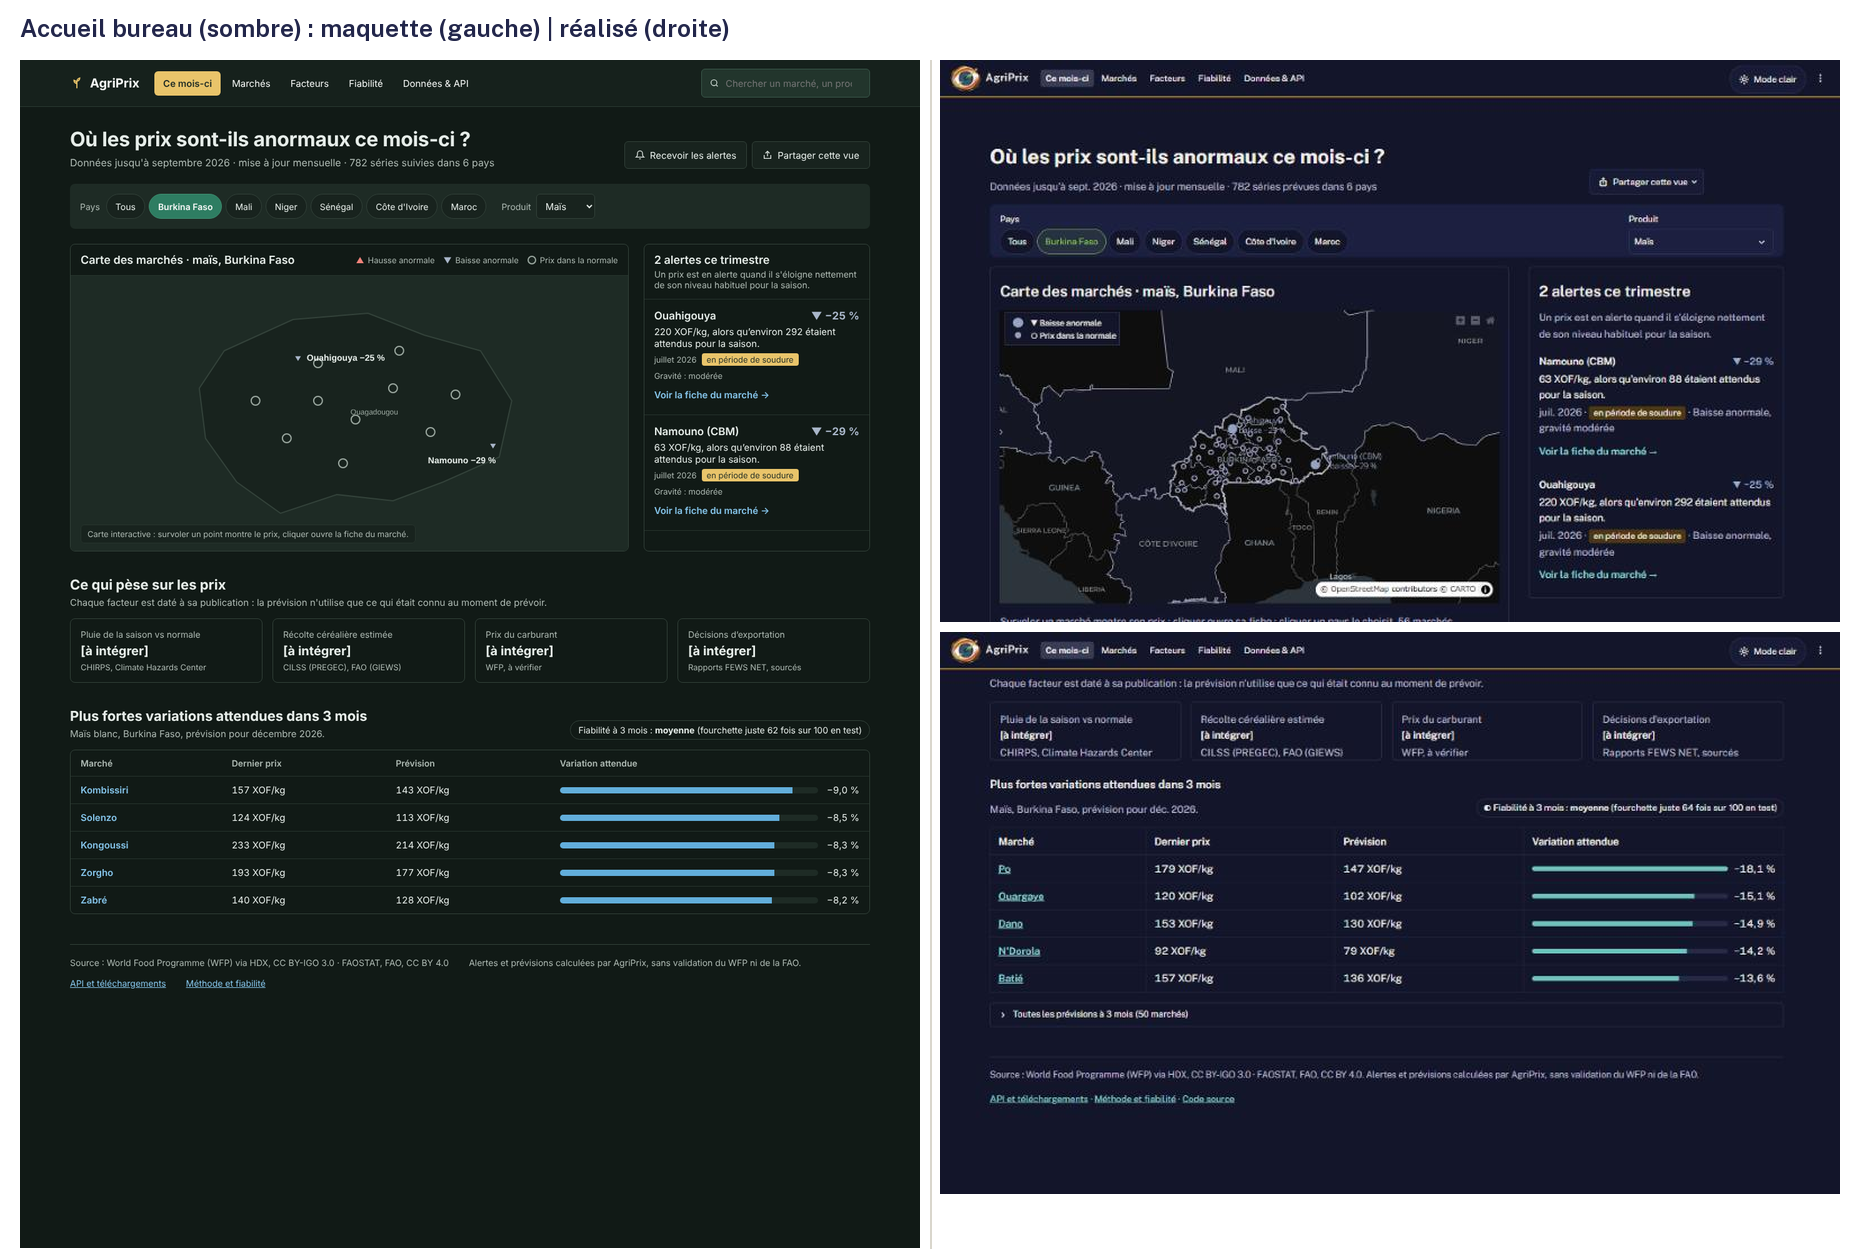 Accueil bureau (sombre) : maquette (gauche) | réalisé (droite)
AgriPrix
Ce mois-ci
Marchés
Facteurs
Fiabilité
Données & API
Chercher un marché, un pro
Où les prix sont-ils anormaux ce mois-ci ?
Données jusqu'à septembre 2026 · mise à jour mensuelle · 782 séries suivies dans 6 pays
Recevoir les alertes
Partager cette vue
Pays
Tous
Burkina Faso
Mali
Niger
Sénégal
Côte d'Ivoire
Maroc
Produit
Maïs
Carte des marchés · maïs, Burkina Faso
▲ Hausse anormale
▼ Baisse anormale
Prix dans la normale
▼ Ouahigouya −25 %
Ouagadougou
▼
Namouno −29 %
Carte interactive : survoler un point montre le prix, cliquer ouvre la fiche du marché.
2 alertes ce trimestre
Un prix est en alerte quand il s'éloigne nettement
de son niveau habituel pour la saison.
Ouahigouya ▼ −25 %
220 XOF/kg, alors qu'environ 292 étaient
attendus pour la saison.
juillet 2026 en période de soudure
Gravité : modérée
Voir la fiche du marché →
Namouno (CBM) ▼ −29 %
63 XOF/kg, alors qu'environ 88 étaient
attendus pour la saison.
juillet 2026 en période de soudure
Gravité : modérée
Voir la fiche du marché →
Ce qui pèse sur les prix
Chaque facteur est daté à sa publication : la prévision n'utilise que ce qui était connu au moment de prévoir.
Pluie de la saison vs normale
[à intégrer]
CHIRPS, Climate Hazards Center
Récolte céréalière estimée
[à intégrer]
CILSS (PREGEC), FAO (GIEWS)
Prix du carburant
[à intégrer]
WFP, à vérifier
Décisions d'exportation
[à intégrer]
Rapports FEWS NET, sourcés
Plus fortes variations attendues dans 3 mois
Maïs blanc, Burkina Faso, prévision pour décembre 2026.
Fiabilité à 3 mois : moyenne (fourchette juste 62 fois sur 100 en test)
Marché Dernier prix Prévision Variation attendue
Kombissiri 157 XOF/kg 143 XOF/kg −9,0 %
Solenzo 124 XOF/kg 113 XOF/kg −8,5 %
Kongoussi 233 XOF/kg 214 XOF/kg −8,3 %
Zorgho 193 XOF/kg 177 XOF/kg −8,3 %
Zabré 140 XOF/kg 128 XOF/kg −8,2 %
Source : World Food Programme (WFP) via HDX, CC BY-IGO 3.0 · FAOSTAT, FAO, CC BY 4.0
Alertes et prévisions calculées par AgriPrix, sans validation du WFP ni de la FAO.
API et téléchargements
Méthode et fiabilité
AgriPrix
Ce mois-ci
Marchés
Facteurs
Fiabilité
Données & API
Mode clair
Où les prix sont-ils anormaux ce mois-ci ?
Données jusqu'à sept. 2026 · mise à jour mensuelle · 782 séries prévues dans 6 pays
Partager cette vue
Pays
Tous
Burkina Faso
Mali
Niger
Sénégal
Côte d'Ivoire
Maroc
Produit
Maïs
Carte des marchés · maïs, Burkina Faso
▼ Baisse anormale
O Prix dans la normale
NIGER
MALI
GUINEA
SIERRA LEONE
LIBERIA
CÔTE D'IVOIRE
GHANA
TOGO
BENIN
NIGERIA
Lagos
© OpenStreetMap contributors © CARTO
Survoler un marché montre son prix ; cliquer ouvre sa fiche ; cliquer un pays le choisit. 56 marchés
2 alertes ce trimestre
Un prix est en alerte quand il s'éloigne nettement
de son niveau habituel pour la saison.
Namouno (CBM) ▼ −29 %
63 XOF/kg, alors qu'environ 88 étaient attendus
pour la saison.
juil. 2026 · en période de soudure · Baisse anormale,
gravité modérée
Voir la fiche du marché →
Ouahigouya ▼ −25 %
220 XOF/kg, alors qu'environ 292 étaient attendus
pour la saison.
juil. 2026 · en période de soudure · Baisse anormale,
gravité modérée
Voir la fiche du marché →
AgriPrix
Ce mois-ci
Marchés
Facteurs
Fiabilité
Données & API
Mode clair
Chaque facteur est daté à sa publication : la prévision n'utilise que ce qui était connu au moment de prévoir.
Pluie de la saison vs normale
[à intégrer]
CHIRPS, Climate Hazards Center
Récolte céréalière estimée
[à intégrer]
CILSS (PREGEC), FAO (GIEWS)
Prix du carburant
[à intégrer]
WFP, à vérifier
Décisions d'exportation
[à intégrer]
Rapports FEWS NET, sourcés
Plus fortes variations attendues dans 3 mois
Maïs, Burkina Faso, prévision pour déc. 2026.
Fiabilité à 3 mois : moyenne (fourchette juste 64 fois sur 100 en test)
Marché Dernier prix Prévision Variation attendue
Po 179 XOF/kg 147 XOF/kg −18,1 %
Ouargaye 120 XOF/kg 102 XOF/kg −15,1 %
Dano 153 XOF/kg 130 XOF/kg −14,9 %
N'Dorola 92 XOF/kg 79 XOF/kg −14,2 %
Batié 157 XOF/kg 136 XOF/kg −13,6 %
Toutes les prévisions à 3 mois (50 marchés)
Source : World Food Programme (WFP) via HDX, CC BY-IGO 3.0 · FAOSTAT, FAO, CC BY 4.0. Alertes et prévisions calculées par AgriPrix, sans validation du WFP ni de la FAO.
API et téléchargements · Méthode et fiabilité · Code source